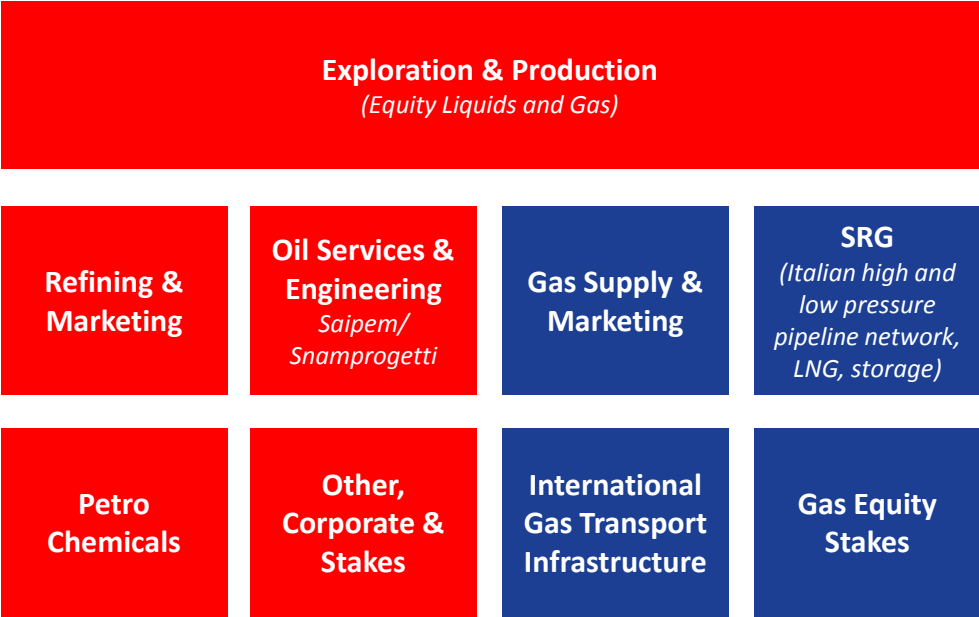 Exploration & Production
(Equity Liquids and Gas)
Refining &
Marketing
Oil Services &
Engineering
Saipem/
Snamprogetti
Gas Supply &
Marketing
SRG
(Italian high and
low pressure
pipeline network,
LNG, storage)
Petro
Chemicals
Other,
Corporate &
Stakes
International
Gas Transport
Infrastructure
Gas Equity
Stakes